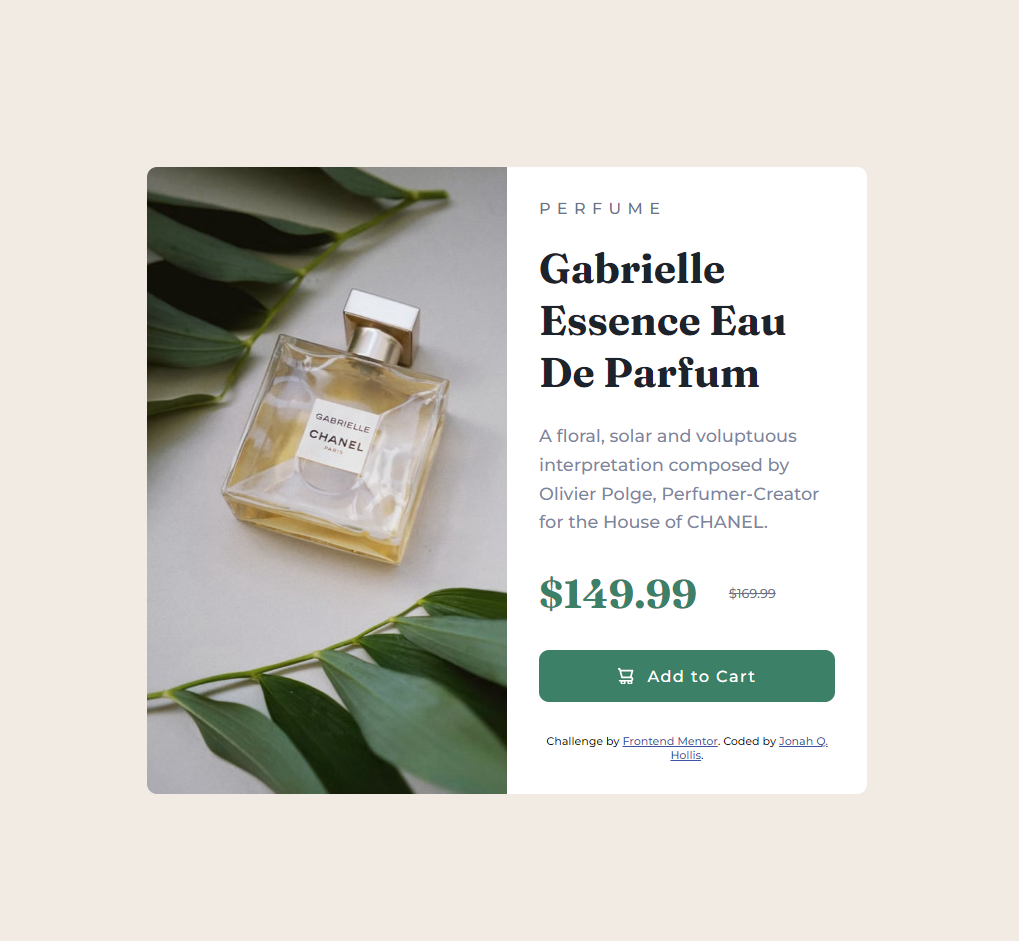 GABRIELLE
CHANEL
PARIS
PERFUME
Gabrielle
Essence Eau
De Parfum
A floral, solar and voluptuous
interpretation composed by
Olivier Polge, Perfumer-Creator
for the House of CHANEL.
$149.99 $169.99
Add to Cart
Challenge by Frontend Mentor. Coded by Jonah Q.
Hollis.